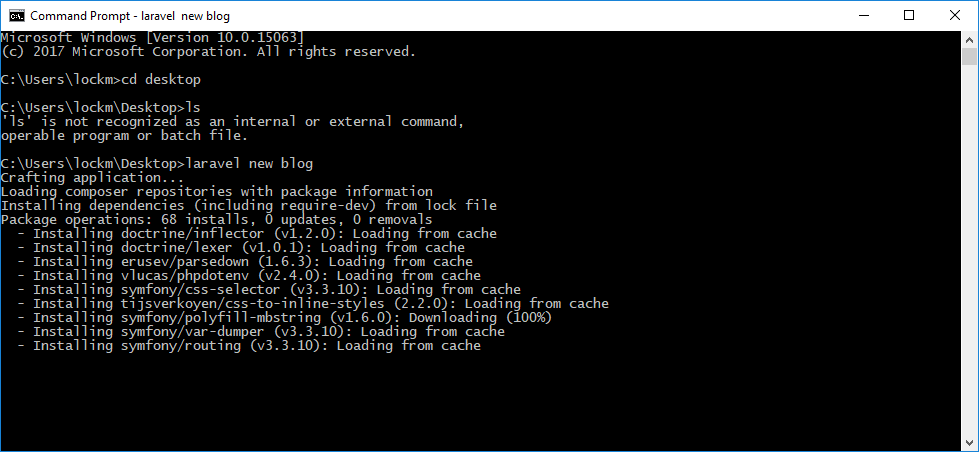 Command Prompt - laravel  new blog
Microsoft Windows [Version 10.0.15063]
(c) 2017 Microsoft Corporation. All rights reserved.
C:\Users\lockm>cd desktop
C:\Users\lockm\Desktop>ls
'ls' is not recognized as an internal or external command,
operable program or batch file.
C:\Users\lockm\Desktop>laravel new blog
Crafting application...
Loading composer repositories with package information
Installing dependencies (including require-dev) from lock file
Package operations: 68 installs, 0 updates, 0 removals
  - Installing doctrine/inflector (v1.2.0): Loading from cache
  - Installing doctrine/lexer (v1.0.1): Loading from cache
  - Installing erusev/parsedown (1.6.3): Loading from cache
  - Installing vlucas/phpdotenv (v2.4.0): Loading from cache
  - Installing symfony/css-selector (v3.3.10): Loading from cache
  - Installing tijsverkoyen/css-to-inline-styles (2.2.0): Loading from cache
  - Installing symfony/polyfill-mbstring (v1.6.0): Downloading (100%)
  - Installing symfony/var-dumper (v3.3.10): Loading from cache
  - Installing symfony/routing (v3.3.10): Loading from cache